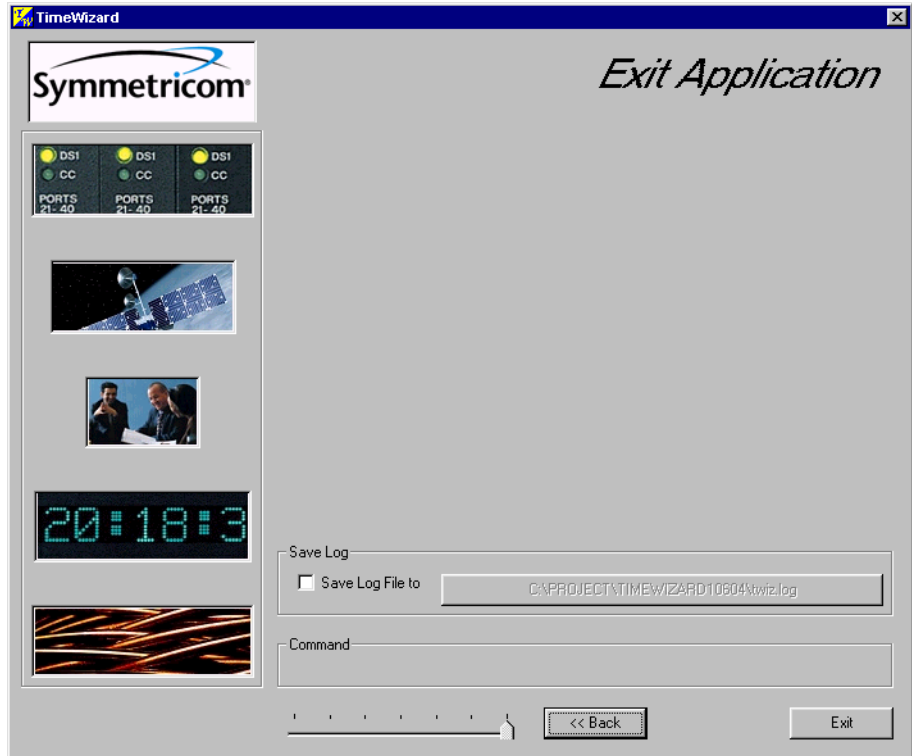 TimeWizard
Symmetricom
Exit Application
DS1 DS1 DS1
CC CC CC
PORTS PORTS PORTS
21-40 21-40 21-40
20:18:3
Save Log
Save Log File to
C:\PROJECT\TIMEWIZARD10604\twiz.log
Command
<< Back
Exit